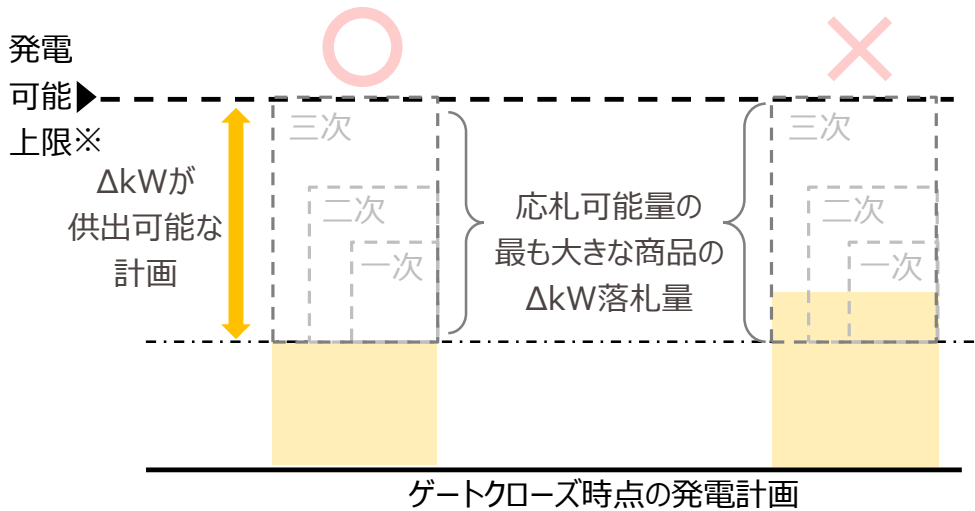 発電
可能
上限※
ΔkWが
供出可能な
計画
三次
二次
一次
応札可能量の
最も大きな商品の
ΔkW落札量
三次
二次
一次
ゲートクローズ時点の発電計画